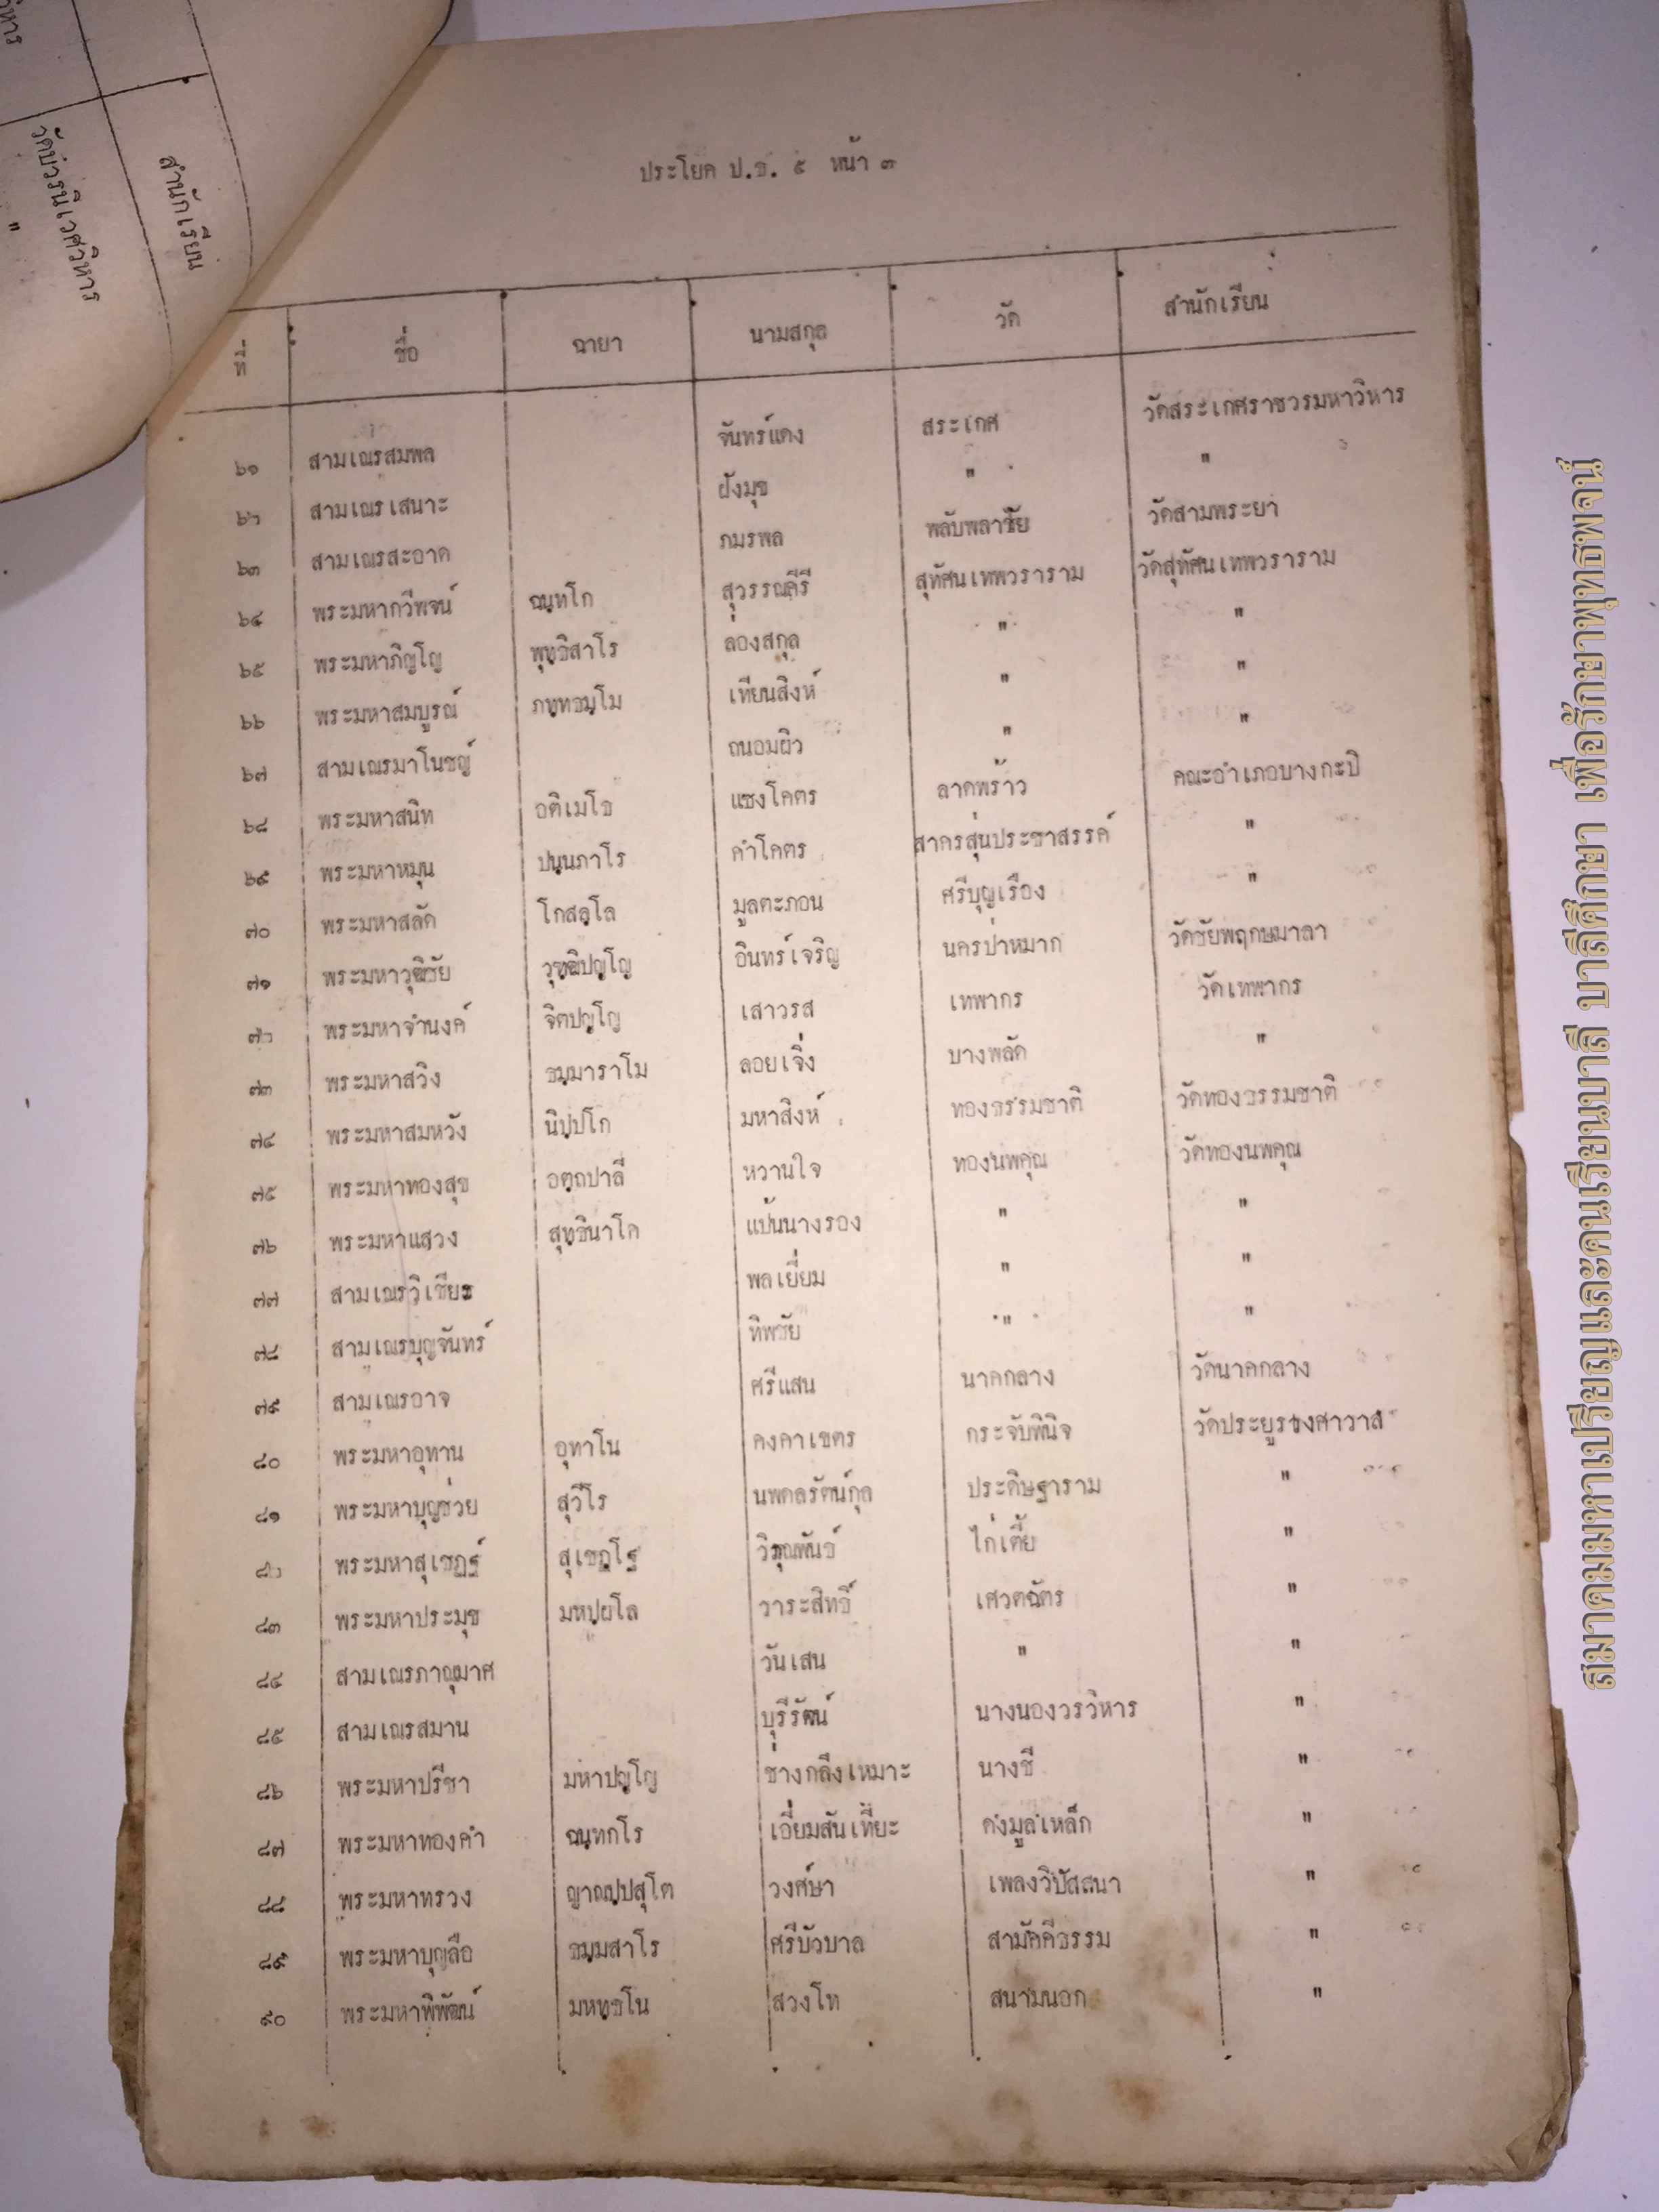 สำนักเรียน
วัดบวรนิเวศวิหาร
"
ประโยค ป.ธ. ๕ หน้า ๓
ที่ ชื่อ ฉายา นามสกุล วัด สำนักเรียน
๖๑ สามเณรสมพล จันทร์แดง สระเกศ วัดสระเกศราชวรมหาวิหาร
๖๒ สามเณรเสนาะ ฝังมุข " "
๖๓ สามเณรสะอาด ภมรพล พลับพลาชัย วัดสามพระยา
๖๔ พระมหากวีพจน์ ฉนฺทโก สุวรรณคีรี สุทัศนเทพวราราม วัดสุทัศนเทพวราราม
๖๕ พระมหาภิญโญ พุทฺธิสาโร ล่องสกุล " "
๖๖ พระมหาสมบูรณ์ ภทฺทธมฺโม เทียนสิงห์ " "
๖๗ สามเณรมาโนชญ์ ถนอมผิว " "
๖๘ พระมหาสนิท อติเมโธ แซงโคตร ลาดพร้าว คณะอำเภอบางกะปิ
๖๙ พระมหาหมุน ปนฺนภาโร คำโคตร สาครสุ่นประชาสรรค์ "
๗๐ พระมหาสลัด โกสลฺโล มูลตะภอน ศรีบุญเรือง "
๗๑ พระมหาวุฒิชัย วุฑฺฒิปญฺโญ อินทร์เจริญ นครป่าหมาก วัดชัยพฤกษมาลา
๗๒ พระมหาจำนงค์ จิตปญฺโญ เสาวรส เทพากร วัดเทพากร
๗๓ พระมหาสวิง ธมฺมาราโม ลอยเจิ่ง บางพลัด "
๗๔ พระมหาสมหวัง นิปฺปโก มหาสิงห์ ทองธรรมชาติ วัดทองธรรมชาติ
๗๕ พระมหาทองสุข อตฺถปาลี หวานใจ ทองนพคุณ วัดทองนพคุณ
๗๖ พระมหาแสวง สุทฺธินาโค แป้นนางรอง " "
๗๗ สามเณรวิเชียร พลเยี่ยม " "
๗๘ สามเณรบุญจันทร์ ทิพชัย " "
๗๙ สามเณรอาจ ศรีแสน นาคกลาง วัดนาคกลาง
๘๐ พระมหาอุทาน อุทาโน คงคาเขตร กระจับพินิจ วัดประยูรวงศาวาส
๘๑ พระมหาบุญช่วย สุวีโร นพคลรัตน์กุล ประดิษฐาราม "
๘๒ พระมหาสุเชฏฐ์ สุเชฏฺโฐ ไก่เตี้ย "
๘๓ พระมหาประมุข มหปฺผโล วาระสิทธิ์ เศวตฉัตร "
๘๔ สามเณรภาณุมาศ วันเสน " "
๘๕ สามเณรสมาน บุรีรัตน์ นางนองวรวิหาร "
๘๖ พระมหาปรีชา มหาปญฺโญ ช่างกลึงเหมาะ นางชี "
๘๗ พระมหาทองคำ ฉนฺทกโร เอี่ยมสันเทียะ ดงมูลเหล็ก "
๘๘ พระมหาทรวง ญาณปฺปสุโต วงศ์ษา เพลงวิปัสสนา "
๘๙ พระมหาบุญลือ ธมฺมสาโร ศรีบัวบาล สามัคคีธรรม "
๙๐ พระมหาพิพัฒน์ มหทฺธโน สวงโท สนามนอก "
สมาคมมหาเปรียญและคนเรียนบาลี บาลีศึกษา เพื่อรักษาพุทธพจน์